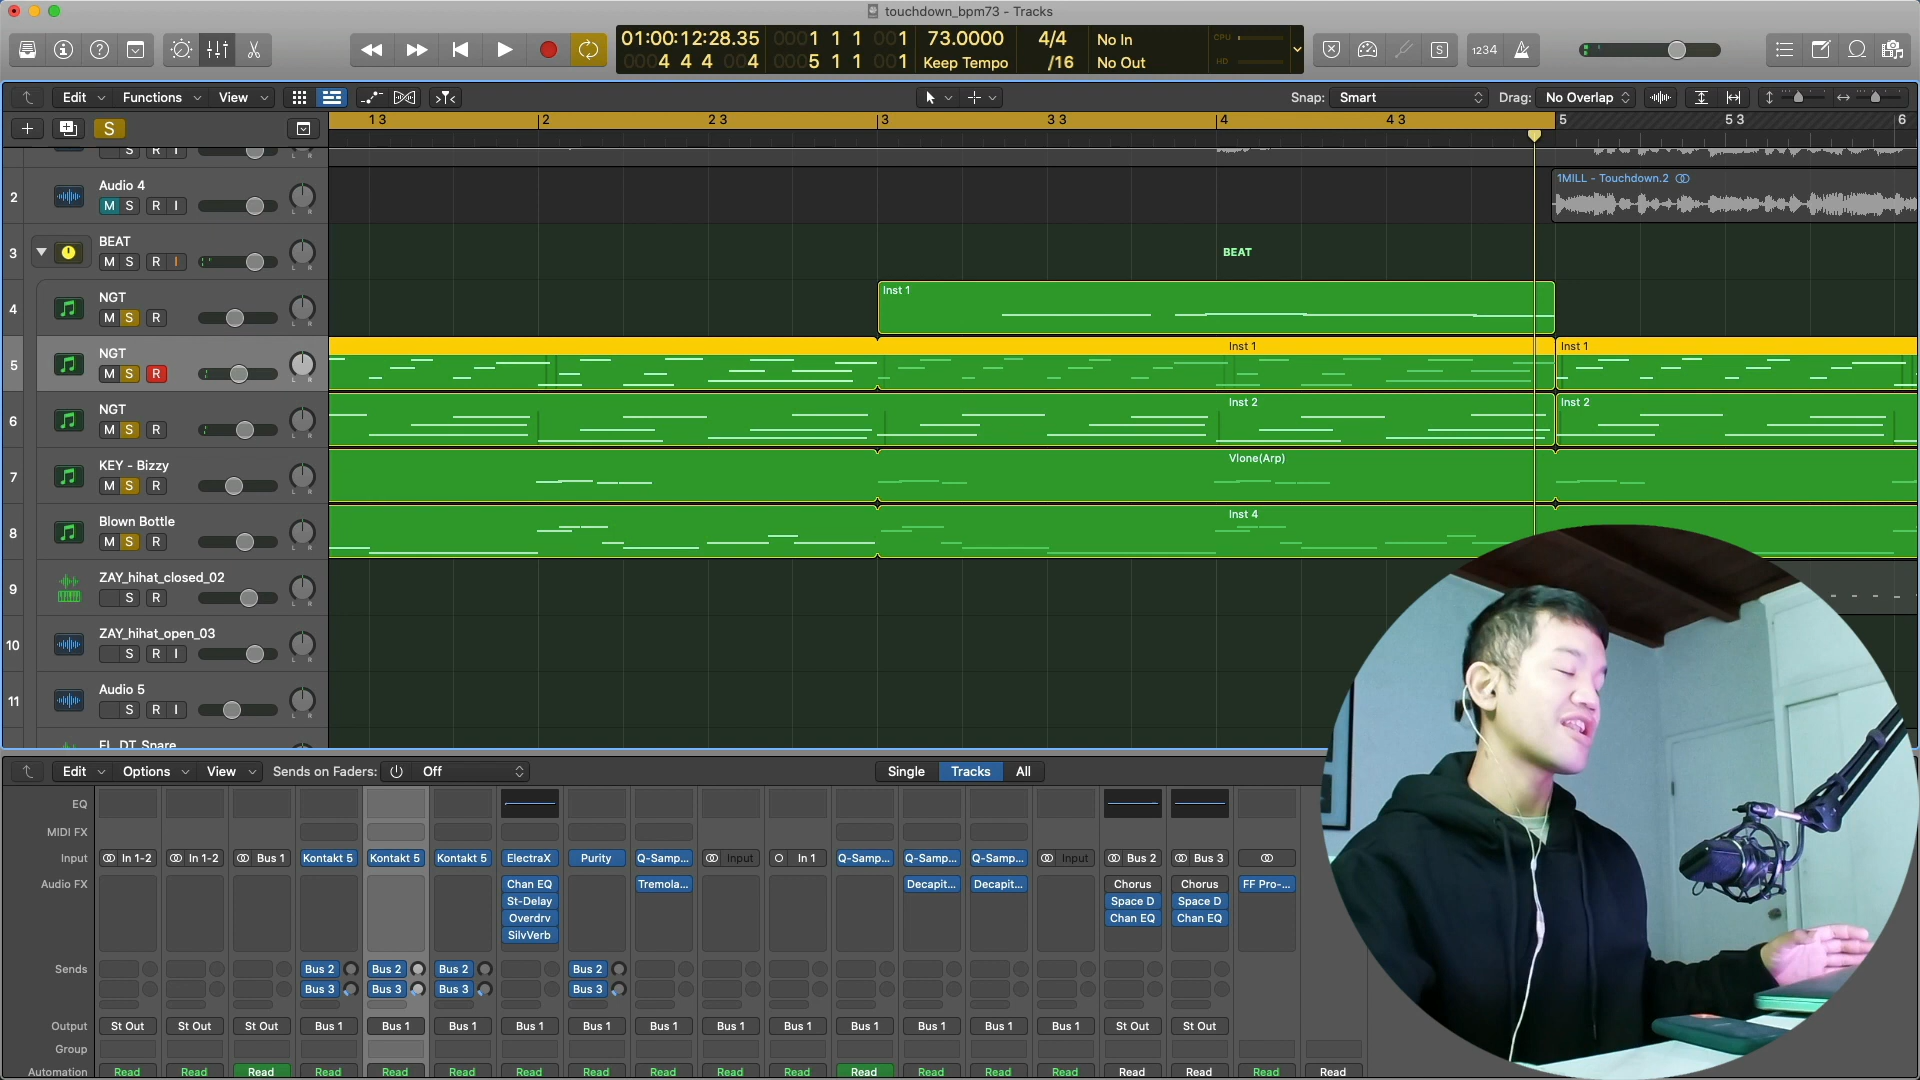 touchdown_bpm73 - Tracks
01:00:12:28.35 0001 1 1 001 73.0000 4/4 No In CPU
0004 4 4 004 0005 1 1 001 Keep Tempo /16 No Out HD
S 1234
Edit Functions View Snap: Smart Drag: No Overlap
S
1 3 2 2 3 3 3 3 4 4 3 5 5 3 6
S R I
2 Audio 4 M S R I
1MILL - Touchdown.2
3 BEAT M S R I
BEAT
4 NGT M S R
Inst 1
5 NGT M S R
Inst 1 Inst 1
6 NGT M S R
Inst 2 Inst 2
7 KEY - Bizzy M S R
Vlone(Arp)
8 Blown Bottle M S R
Inst 4
9 ZAY_hihat_closed_02 S R
10 ZAY_hihat_open_03 S R I
11 Audio 5 S R I
FL DT Snare
Edit Options View Sends on Faders: Off Single Tracks All
EQ
MIDI FX
Input In 1-2 In 1-2 Bus 1 Kontakt 5 Kontakt 5 Kontakt 5 ElectraX Purity Q-Samp... Input In 1 Q-Samp... Q-Samp... Q-Samp... Input Bus 2 Bus 3
Audio FX Chan EQ Tremola... Decapit... Decapit... Chorus Chorus FF Pro-...
St-Delay Space D Space D
Overdrv Chan EQ Chan EQ
SilvVerb
Sends Bus 2 Bus 2 Bus 2 Bus 2
Bus 3 Bus 3 Bus 3 Bus 3
Output St Out St Out St Out Bus 1 Bus 1 Bus 1 Bus 1 Bus 1 Bus 1 Bus 1 Bus 1 Bus 1 Bus 1 Bus 1 Bus 1 St Out St Out
Group
Automation Read Read Read Read Read Read Read Read Read Read Read Read Read Read Read Read Read Read Read